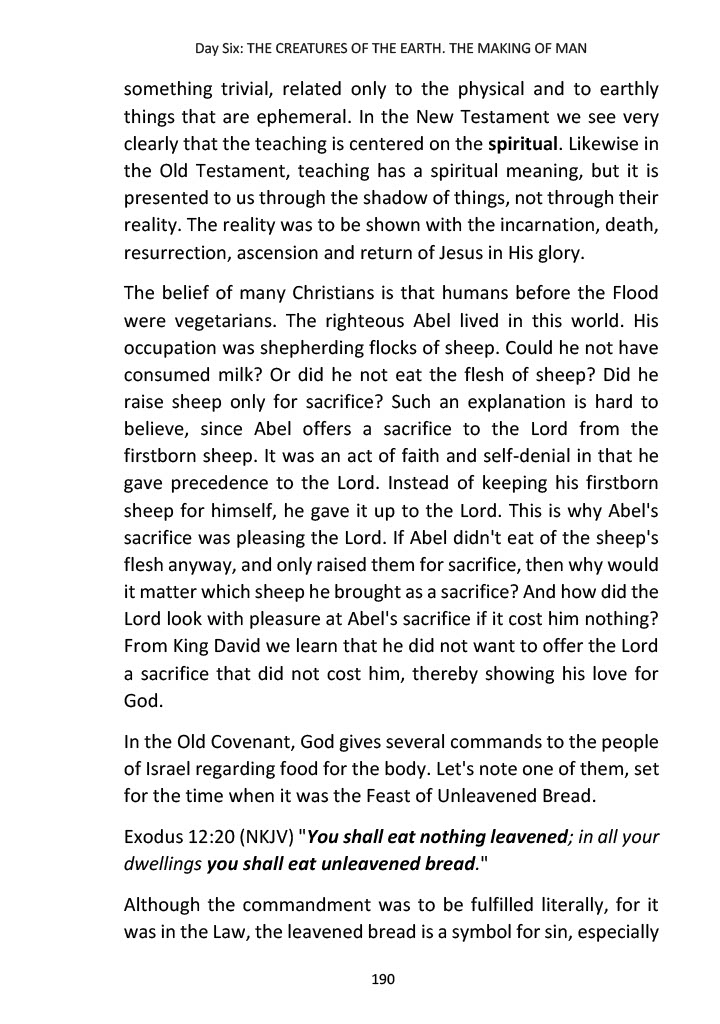 Day Six: THE CREATURES OF THE EARTH. THE MAKING OF MAN
something trivial, related only to the physical and to earthly
things that are ephemeral. In the New Testament we see very
clearly that the teaching is centered on the spiritual. Likewise in
the Old Testament, teaching has a spiritual meaning, but it is
presented to us through the shadow of things, not through their
reality. The reality was to be shown with the incarnation, death,
resurrection, ascension and return of Jesus in His glory.
The belief of many Christians is that humans before the Flood
were vegetarians. The righteous Abel lived in this world. His
occupation was shepherding flocks of sheep. Could he not have
consumed milk? Or did he not eat the flesh of sheep? Did he
raise sheep only for sacrifice? Such an explanation is hard to
believe, since Abel offers a sacrifice to the Lord from the
firstborn sheep. It was an act of faith and self-denial in that he
gave precedence to the Lord. Instead of keeping his firstborn
sheep for himself, he gave it up to the Lord. This is why Abel's
sacrifice was pleasing the Lord. If Abel didn't eat of the sheep's
flesh anyway, and only raised them for sacrifice, then why would
it matter which sheep he brought as a sacrifice? And how did the
Lord look with pleasure at Abel's sacrifice if it cost him nothing?
From King David we learn that he did not want to offer the Lord
a sacrifice that did not cost him, thereby showing his love for
God.
In the Old Covenant, God gives several commands to the people
of Israel regarding food for the body. Let's note one of them, set
for the time when it was the Feast of Unleavened Bread.
Exodus 12:20 (NKJV) "You shall eat nothing leavened; in all your
dwellings you shall eat unleavened bread."
Although the commandment was to be fulfilled literally, for it
was in the Law, the leavened bread is a symbol for sin, especially
190